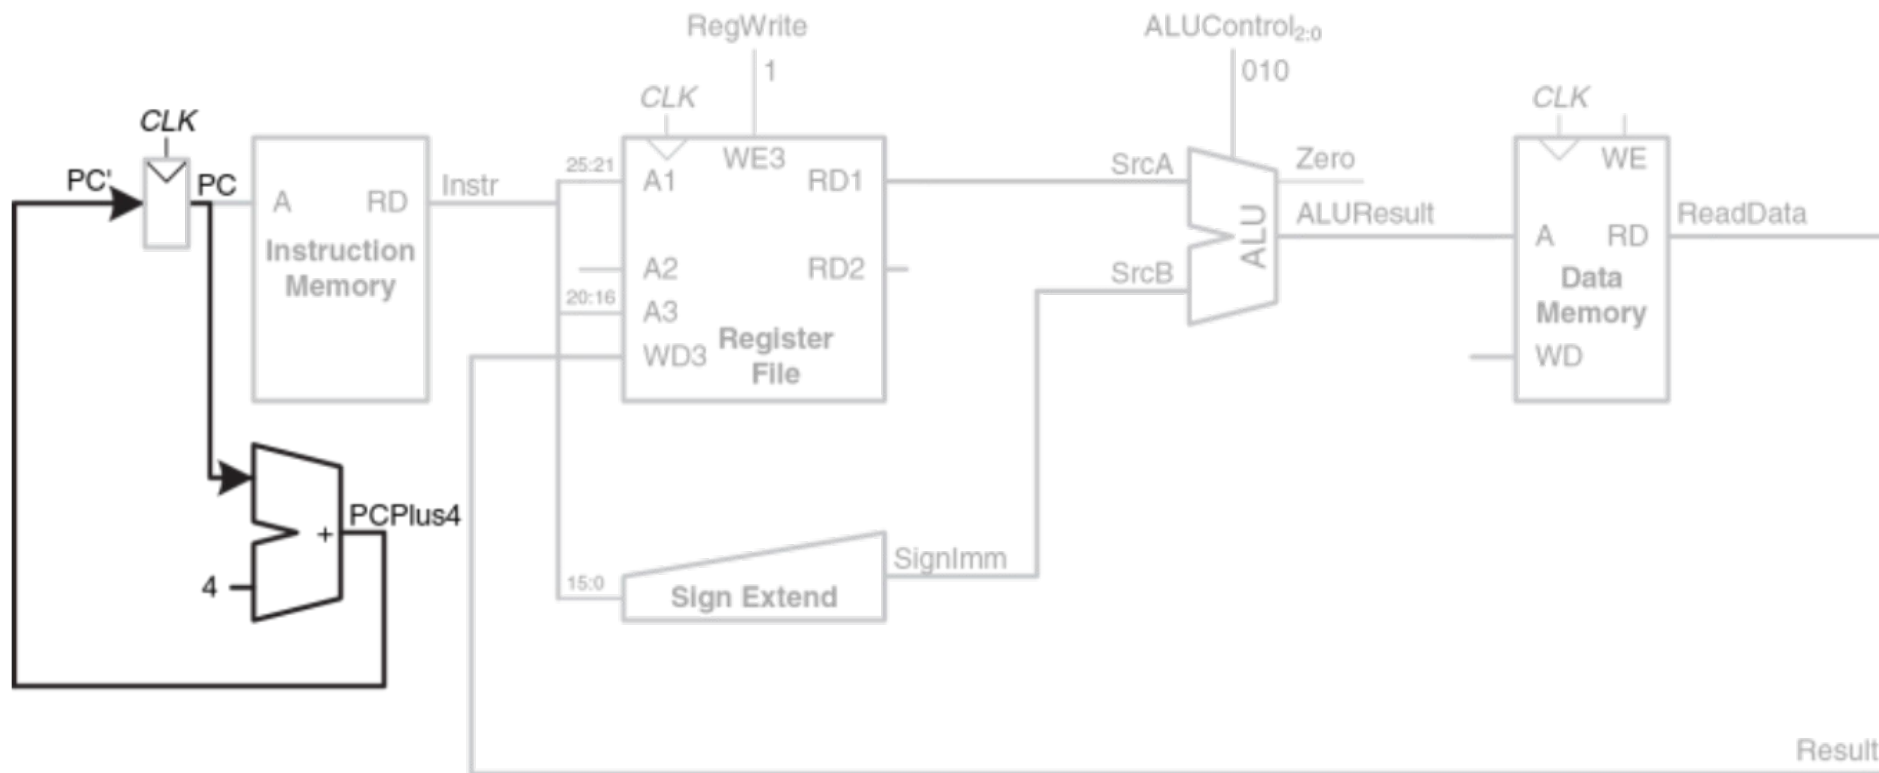 RegWrite
ALUControl2:0
1
010
CLK
CLK
CLK
25:21
WE3
SrcA
Zero
WE
PC'
PC
A
RD
Instr
A1
RD1
ALUResult
ReadData
Instruction
Memory
A2
RD2
ALU
A
RD
SrcB
Data
Memory
20:16
A3
Register
File
WD3
WD
PCPlus4
+
4
SignImm
15:0
Sign Extend
Result